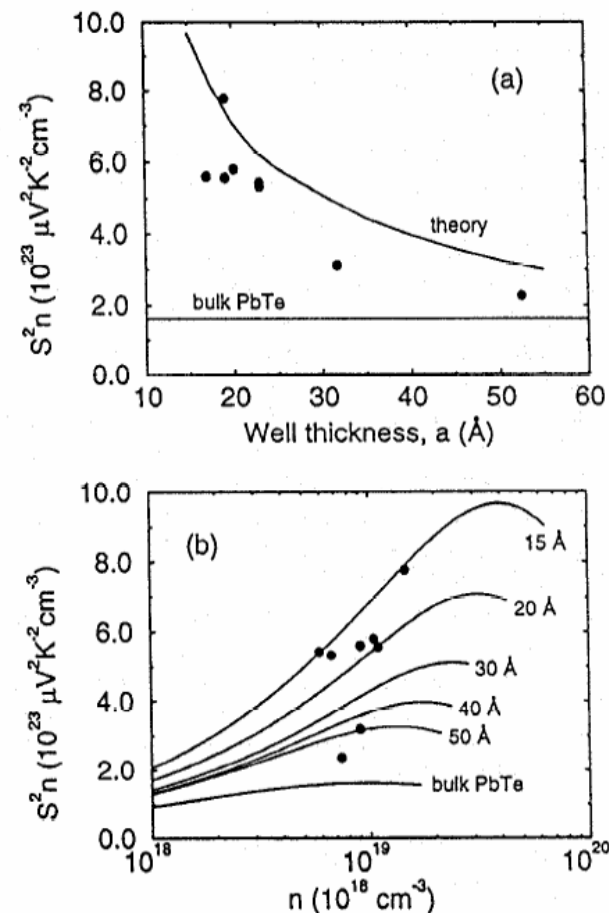 10.0
8.0
6.0
4.0
2.0
0.0
S²n (10²³ μV²K⁻²cm⁻³)
(a)
theory
bulk PbTe
10 20 30 40 50 60
Well thickness, a (Å)
10.0
8.0
6.0
4.0
2.0
0.0
S²n (10²³ μV²K⁻²cm⁻³)
(b)
15 Å
20 Å
30 Å
40 Å
50 Å
bulk PbTe
10¹⁸ 10¹⁹ 10²⁰
n (10¹⁸ cm⁻³)